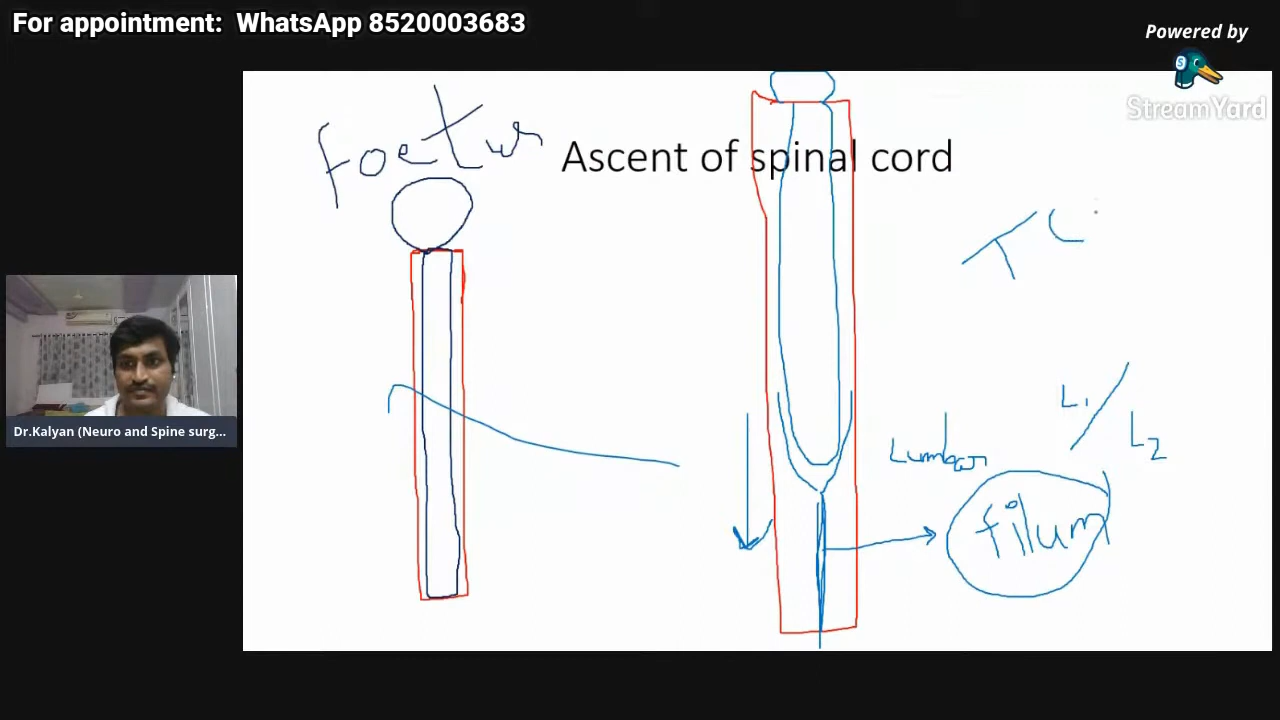 For appointment: WhatsApp 8520003683
Powered by
StreamYard
Foetus
Ascent of spinal cord
TC
L1/L2
Lumbar
filum
Dr.Kalyan (Neuro and Spine surg...